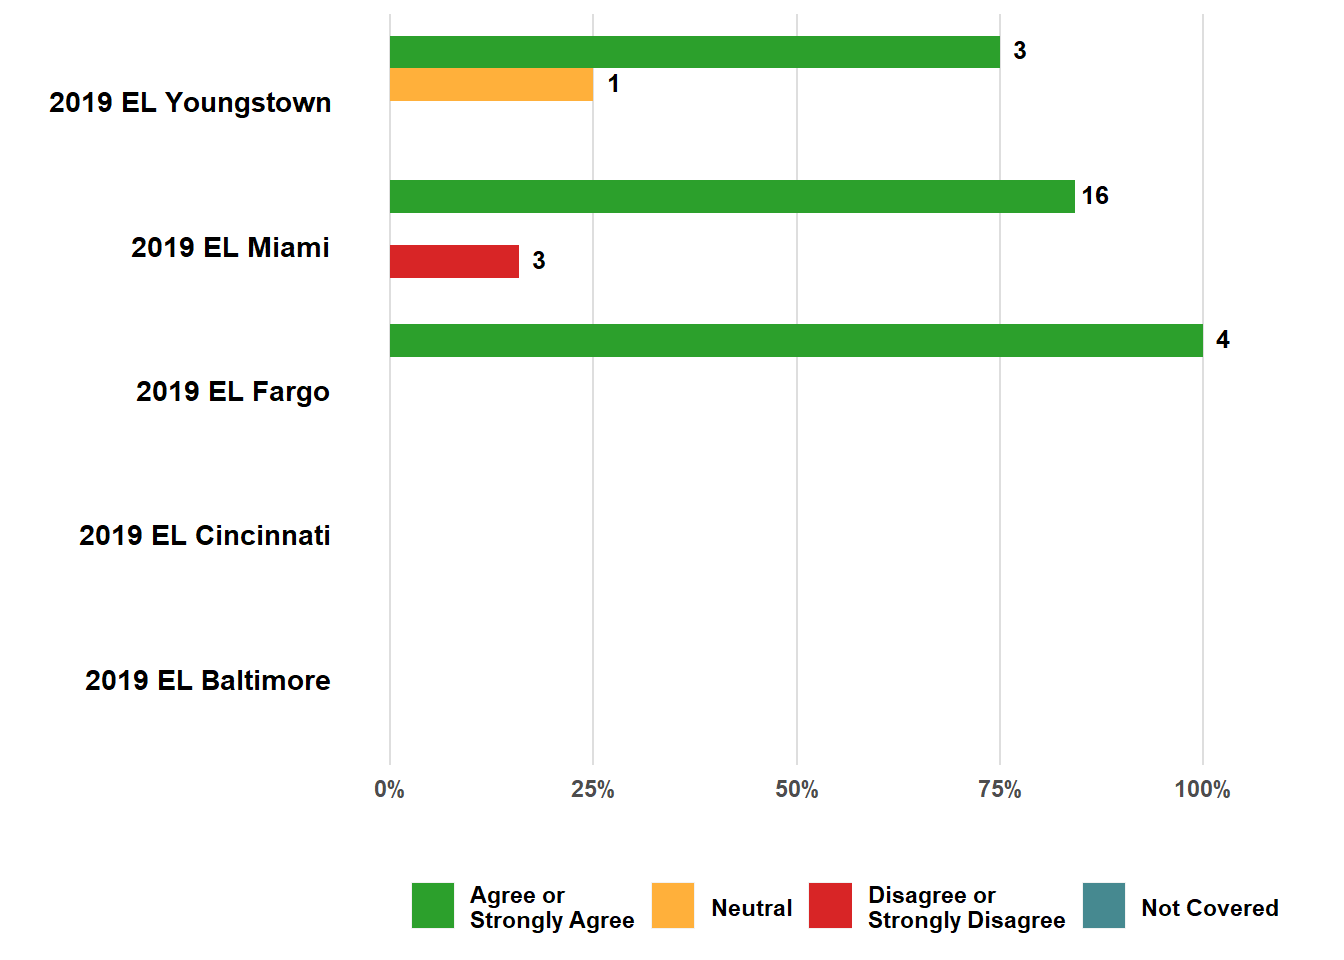 3
1
2019 EL Youngstown
16
2019 EL Miami
3
4
2019 EL Fargo
2019 EL Cincinnati
2019 EL Baltimore
0% 25% 50% 75% 100%
Agree or
Strongly Agree
Neutral
Disagree or
Strongly Disagree
Not Covered